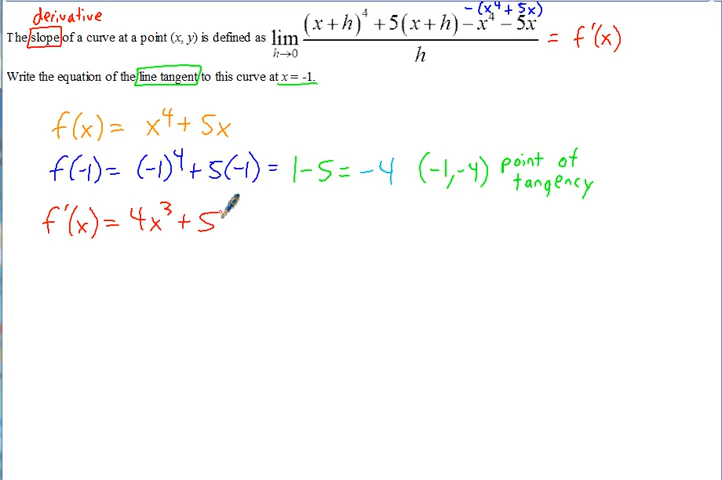 derivative
-(x⁴ + 5x)
The slope of a curve at a point (x, y) is defined as lim h→0 ((x + h)⁴ + 5(x + h) − x⁴ − 5x) / h = f'(x)
Write the equation of the line tangent to this curve at x = -1.
f(x) = x⁴ + 5x
f(-1) = (-1)⁴ + 5(-1) = 1 - 5 = -4 (-1, -4) point of tangency
f'(x) = 4x³ + 5